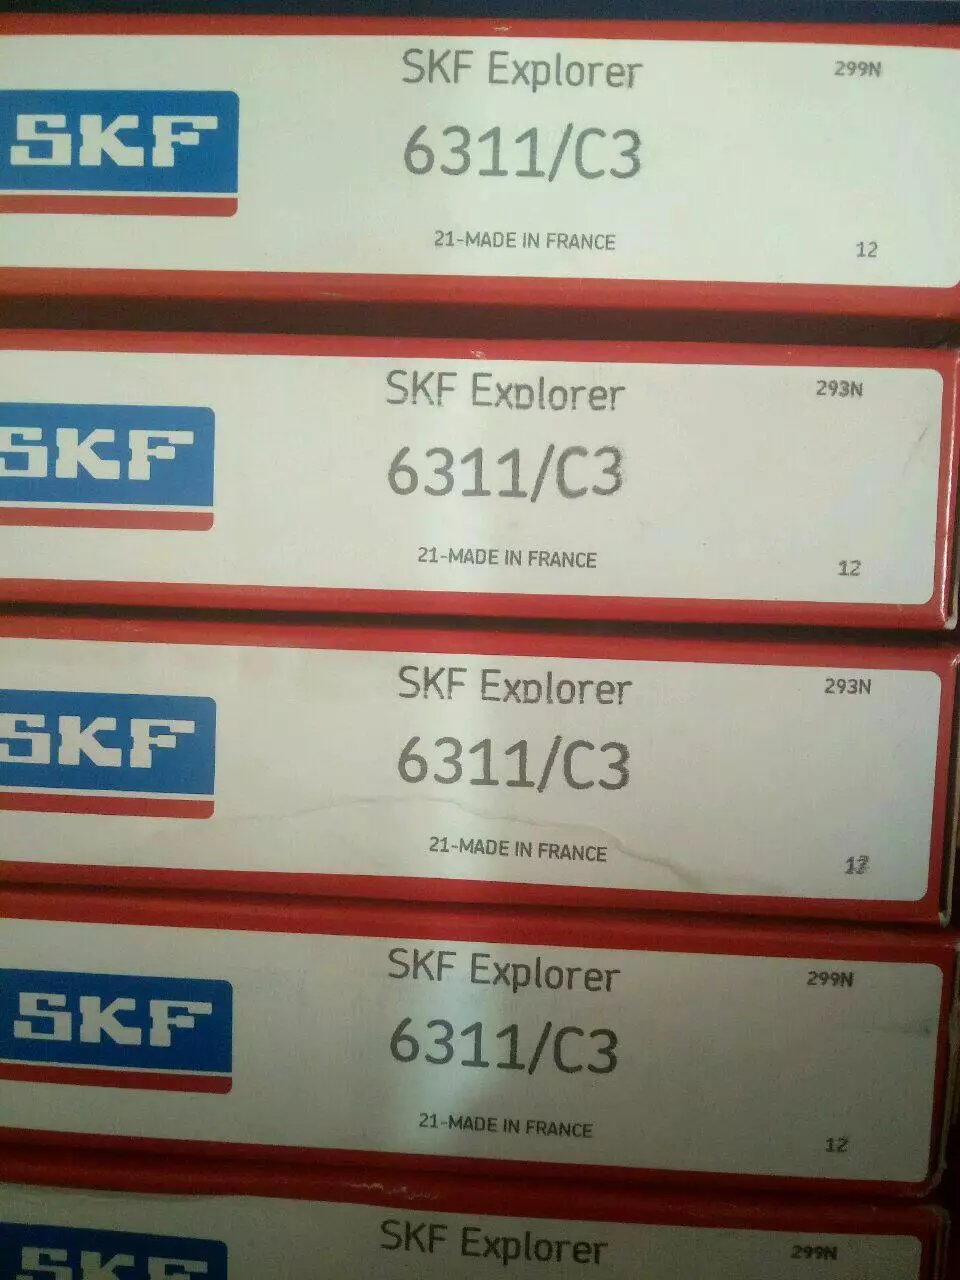 SKF Explorer 299N
SKF
6311/C3
21-MADE IN FRANCE 12
SKF Explorer 293N
SKF
6311/C3
21-MADE IN FRANCE 12
SKF Explorer 293N
SKF
6311/C3
21-MADE IN FRANCE
SKF Explorer 299N
SKF
6311/C3
21-MADE IN FRANCE 12
SKF Explorer 299N
SKF